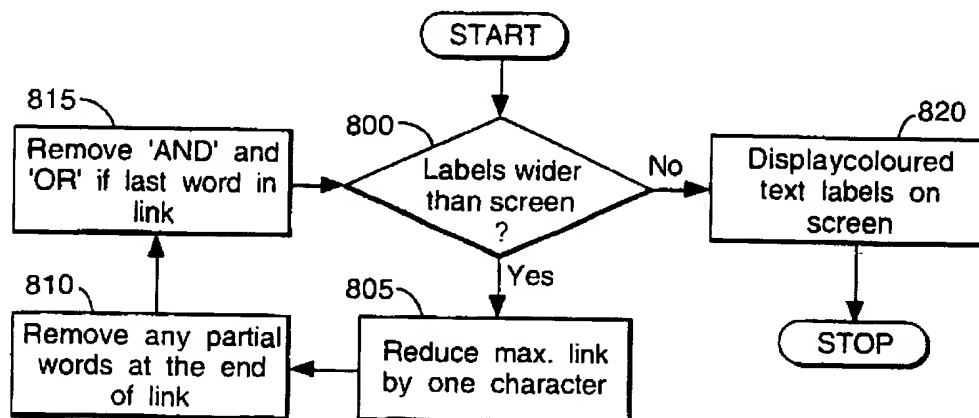 START
815
Remove 'AND' and
'OR' if last word in
link
800
Labels wider
than screen
?
No
820
Displaycoloured
text labels on
screen
Yes
810
Remove any partial
words at the end
of link
805
Reduce max. link
by one character
STOP